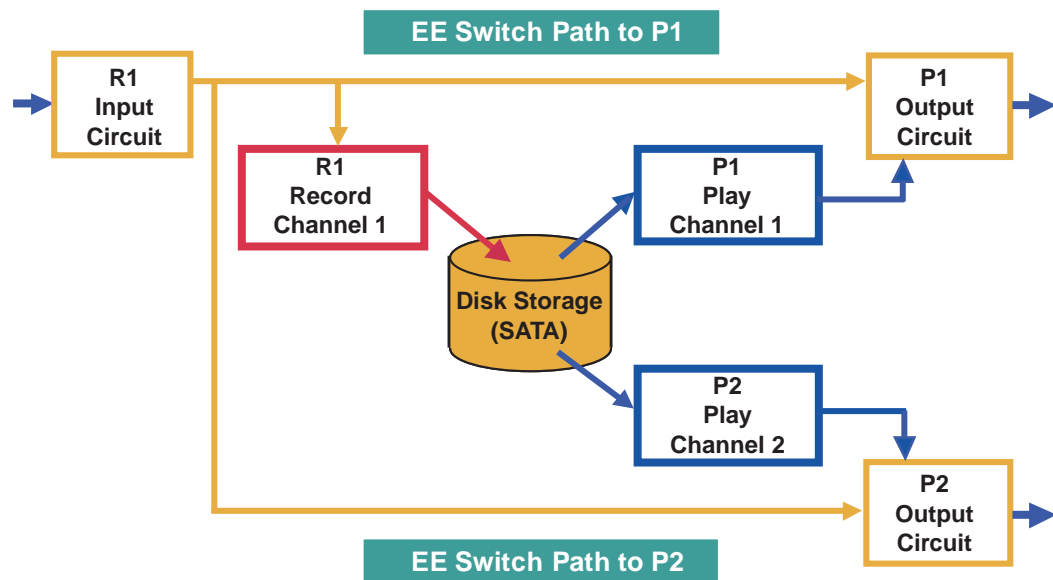 EE Switch Path to P1
R1
Input
Circuit
P1
Output
Circuit
R1
Record
Channel 1
P1
Play
Channel 1
Disk Storage
(SATA)
P2
Play
Channel 2
P2
Output
Circuit
EE Switch Path to P2